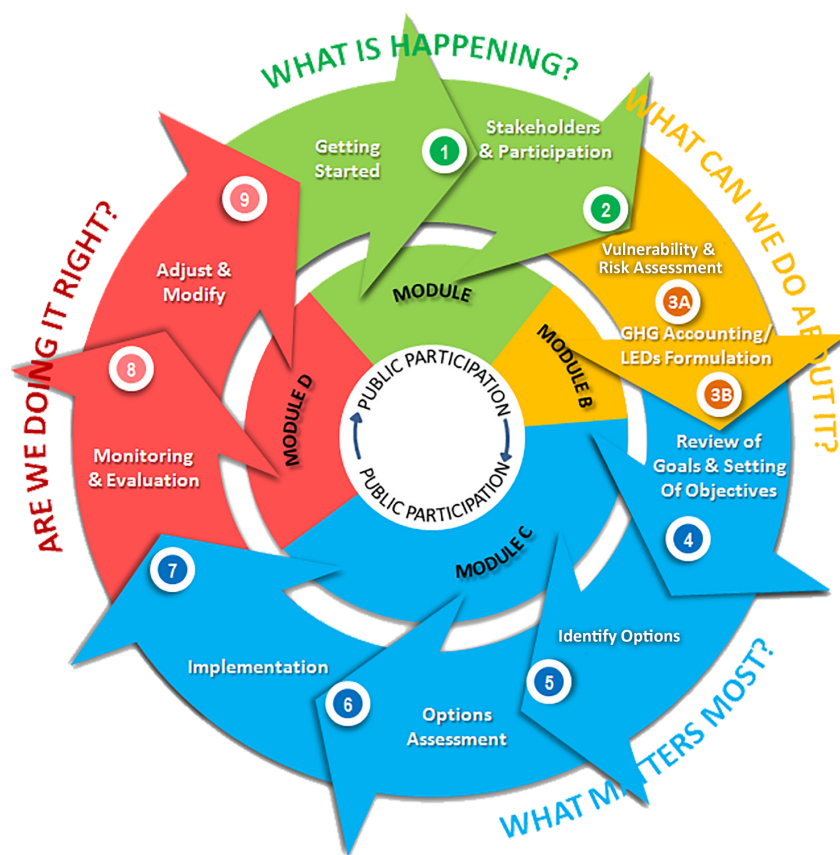 WHAT IS HAPPENING?
Getting
Started
1
Stakeholders
& Participation
2
WHAT CAN WE DO ABOUT IT?
Vulnerability &
Risk Assessment
3A
GHG Accounting/
LEDs Formulation
3B
Review of
Goals & Setting
Of Objectives
4
Identify Options
5
WHAT MATTERS MOST?
Options
Assessment
6
Implementation
7
ARE WE DOING IT RIGHT?
Monitoring
& Evaluation
8
Adjust &
Modify
9
MODULE
MODULE B
MODULE C
MODULE D
PUBLIC PARTICIPATION
PUBLIC PARTICIPATION